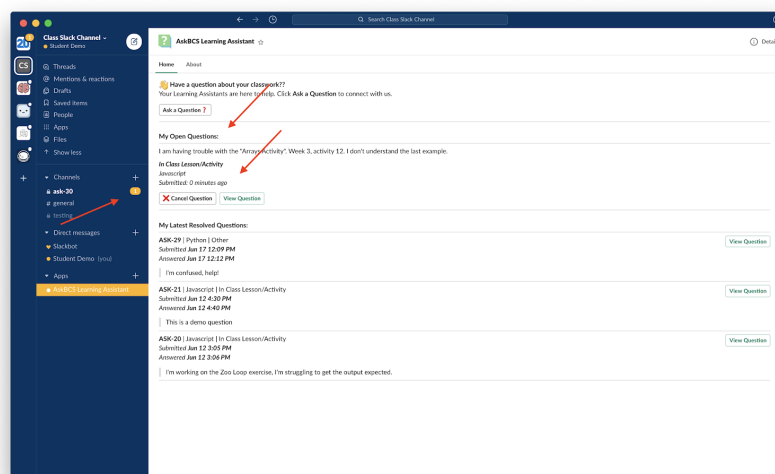 Search Class Slack Channel
Class Slack Channel
Student Demo
CS
Threads
Mentions & reactions
Drafts
Saved items
People
Apps
Files
Show less
Channels
ask-30
1
general
testing
Direct messages
Slackbot
Student Demo (you)
Apps
AskBCS Learning Assistant
AskBCS Learning Assistant
Detai
Home About
Have a question about your classwork??
Your Learning Assistants are here to help. Click Ask a Question to connect with us.
Ask a Question ?
My Open Questions:
I am having trouble with the "Arrays Activity". Week 3, activity 12. I don't understand the last example.
In Class Lesson/Activity
Javascript
Submitted: 0 minutes ago
Cancel Question View Question
My Latest Resolved Questions:
ASK-29 | Python | Other
View Question
Submitted Jun 17 12:09 PM
Answered Jun 17 12:12 PM
I'm confused, help!
ASK-21 | Javascript | In Class Lesson/Activity
View Question
Submitted Jun 12 4:30 PM
Answered Jun 12 4:40 PM
This is a demo question
ASK-20 | Javascript | In Class Lesson/Activity
View Question
Submitted Jun 12 3:05 PM
Answered Jun 12 3:06 PM
I'm working on the Zoo Loop exercise, I'm struggling to get the output expected.